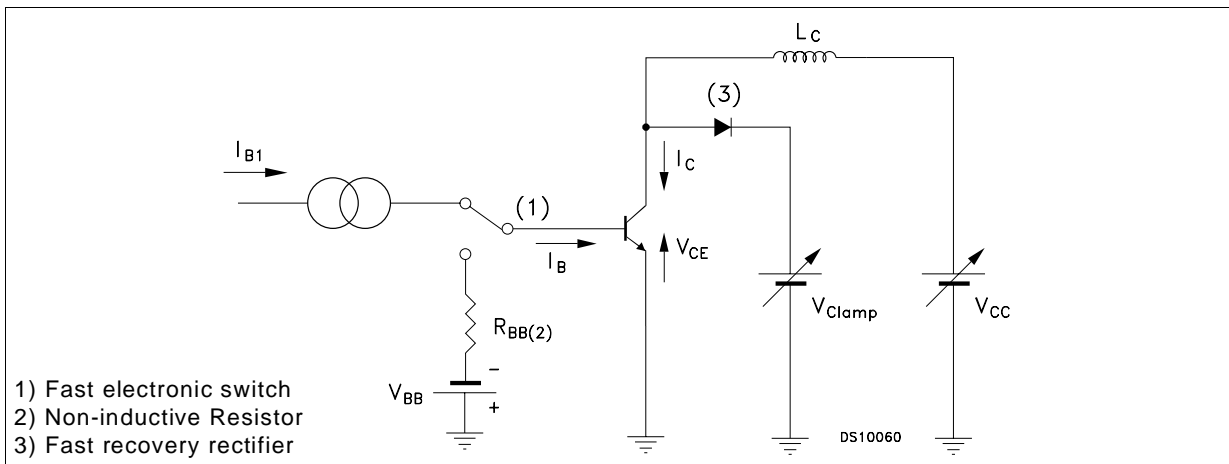 L C
(3)
I B1
I C
(1)
I B
V CE
V Clamp
V CC
R BB(2)
-
V BB
+
DS10060
1) Fast electronic switch
2) Non-inductive Resistor
3) Fast recovery rectifier